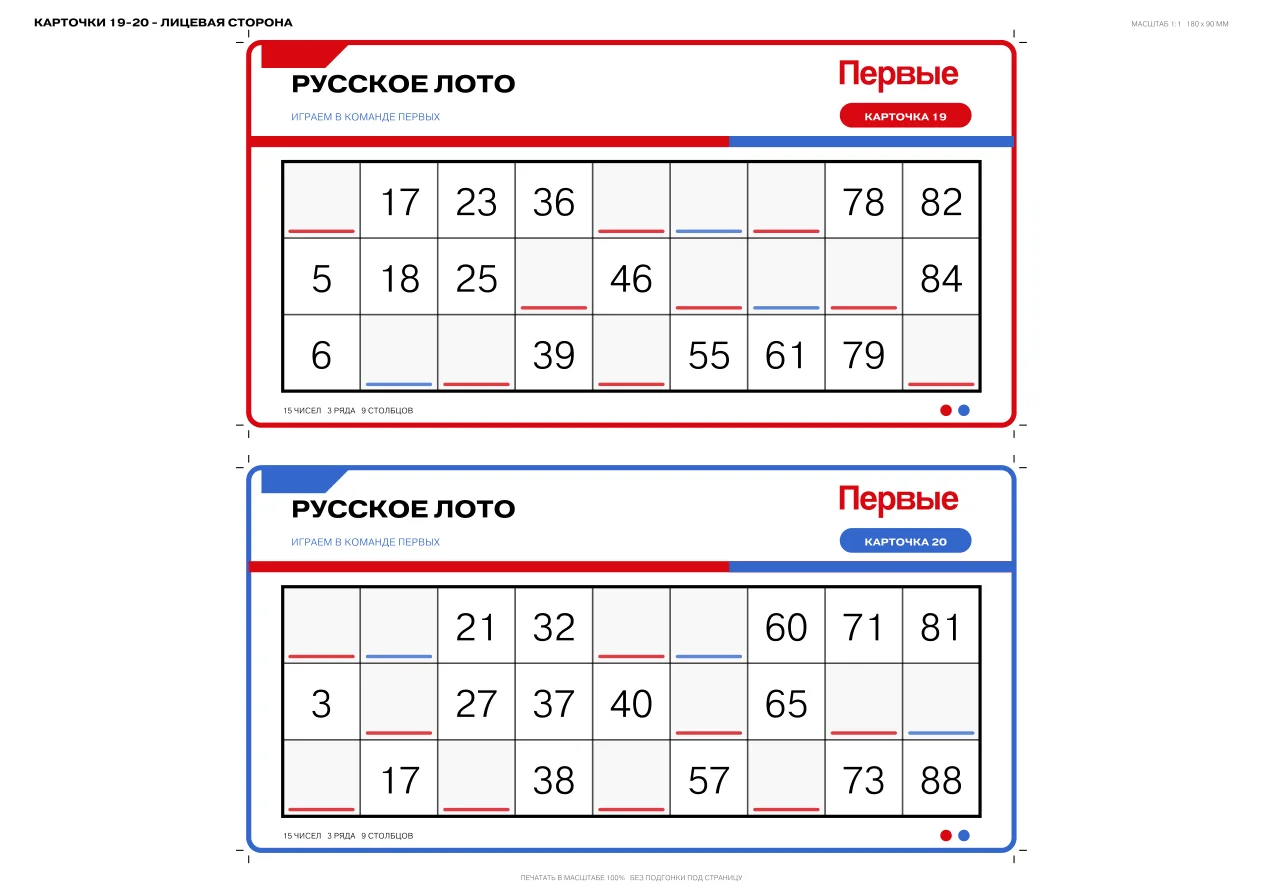 КАРТОЧКИ 19-20 - ЛИЦЕВАЯ СТОРОНА
МАСШТАБ 1:1 180 x 90 ММ
РУССКОЕ ЛОТО
Первые
ИГРАЕМ В КОМАНДЕ ПЕРВЫХ
КАРТОЧКА 19
17 23 36 78 82
5 18 25 46 84
6 39 55 61 79
15 ЧИСЕЛ 3 РЯДА 9 СТОЛБЦОВ
РУССКОЕ ЛОТО
Первые
ИГРАЕМ В КОМАНДЕ ПЕРВЫХ
КАРТОЧКА 20
21 32 60 71 81
3 27 37 40 65
17 38 57 73 88
15 ЧИСЕЛ 3 РЯДА 9 СТОЛБЦОВ
ПЕЧАТАТЬ В МАСШТАБЕ 100% БЕЗ ПОДГОНКИ ПОД СТРАНИЦУ